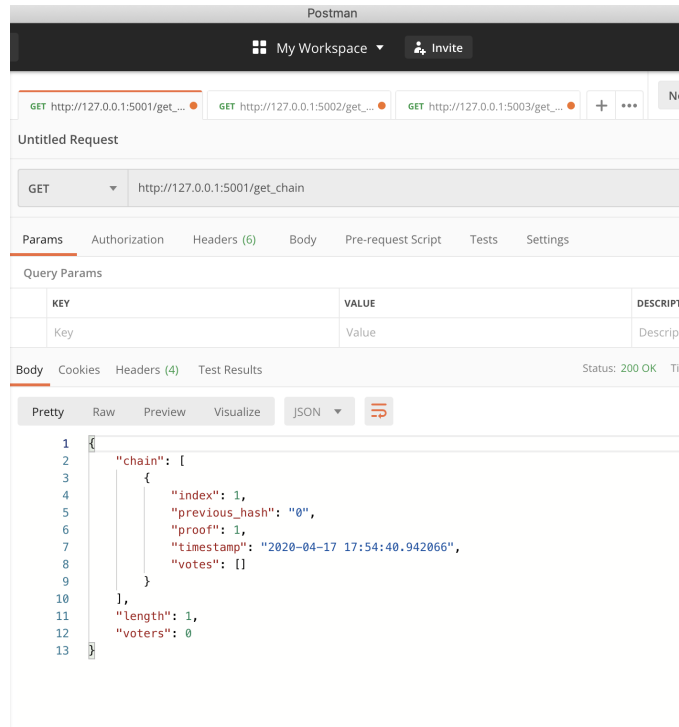 Postman
My Workspace Invite
GET http://127.0.0.1:5001/get_... GET http://127.0.0.1:5002/get_... GET http://127.0.0.1:5003/get_... + ...
Untitled Request
GET http://127.0.0.1:5001/get_chain
Params Authorization Headers (6) Body Pre-request Script Tests Settings
Query Params
KEY VALUE DESCRIPT
Key Value Descrip
Body Cookies Headers (4) Test Results Status: 200 OK Ti
Pretty Raw Preview Visualize JSON
1 {
2 "chain": [
3 {
4 "index": 1,
5 "previous_hash": "0",
6 "proof": 1,
7 "timestamp": "2020-04-17 17:54:40.942066",
8 "votes": []
9 }
10 ],
11 "length": 1,
12 "voters": 0
13 }